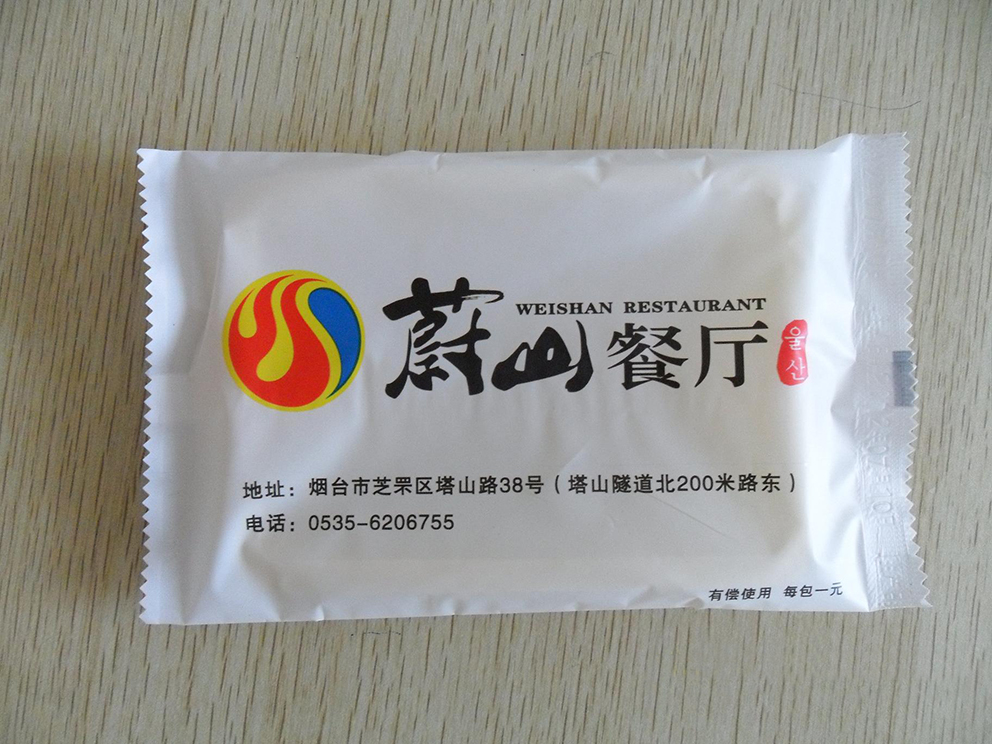 WEISHAN RESTAURANT
蔚山餐厅
울산
地址：烟台市芝罘区塔山路38号（塔山隧道北200米路东）
电话：0535-6206755
有偿使用 每包一元